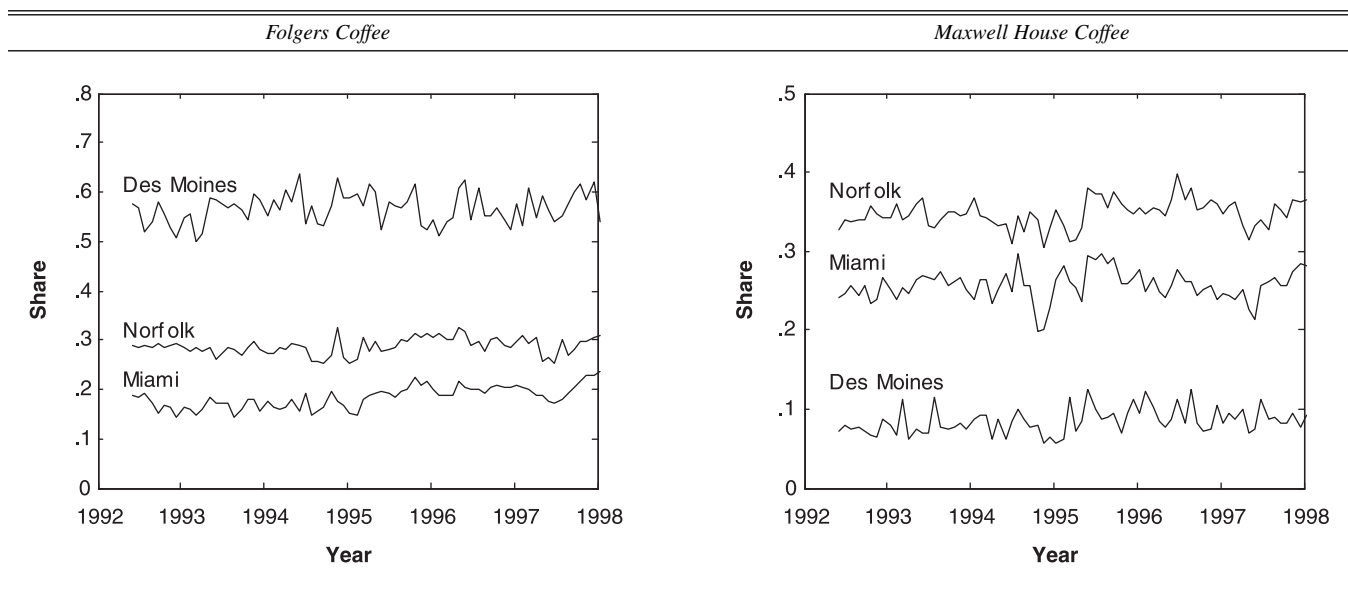 Folgers Coffee
Maxwell House Coffee
.8
.7
.6
.5
.4
.3
.2
.1
0
Share
Des Moines
Norfolk
Miami
1992 1993 1994 1995 1996 1997 1998
Year
.5
.4
.3
.2
.1
0
Share
Norfolk
Miami
Des Moines
1992 1993 1994 1995 1996 1997 1998
Year